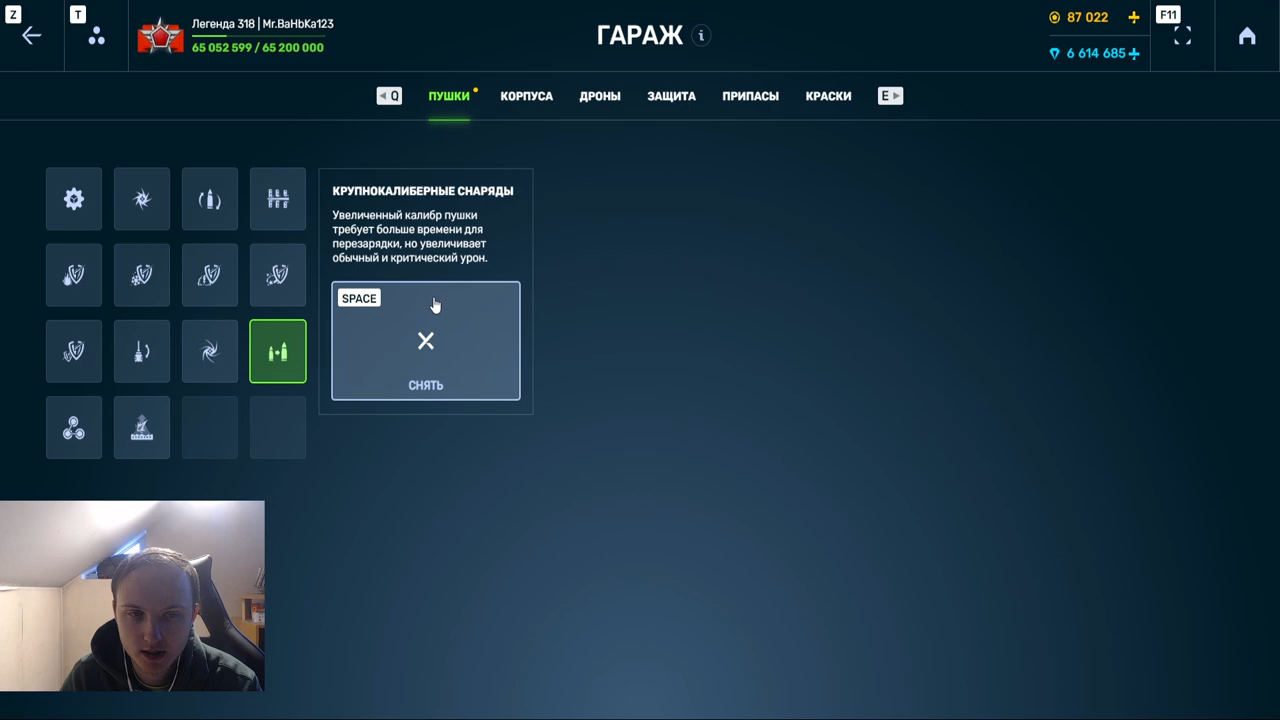 Z
T
Легенда 318 | Mr.BaHbKa123
65 052 599 / 65 200 000
ГАРАЖ
i
87 022 +
6 614 685+
F11
Q
ПУШКИ
КОРПУСА
ДРОНЫ
ЗАЩИТА
ПРИПАСЫ
КРАСКИ
E
КРУПНОКАЛИБЕРНЫЕ СНАРЯДЫ
Увеличенный калибр пушки
требует больше времени для
перезарядки, но увеличивает
обычный и критический урон.
SPACE
СНЯТЬ